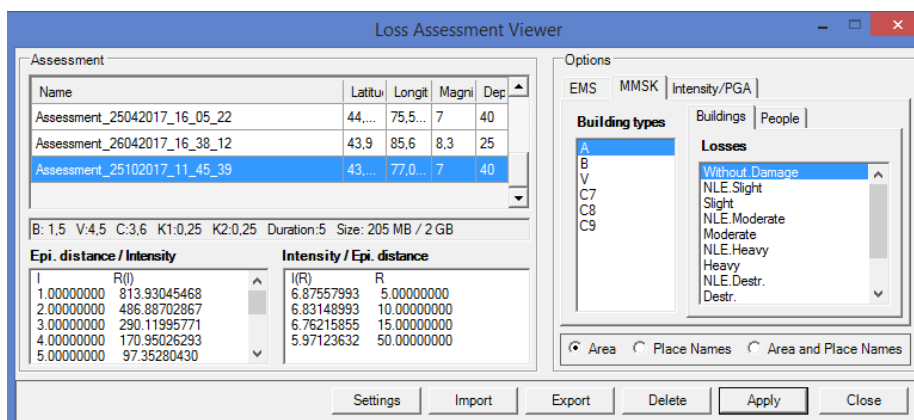 Loss Assessment Viewer
Assessment
Name Latitu Longit Magni Dep
Assessment_25042017_16_05_22 44,... 75,5... 7 40
Assessment_26042017_16_38_12 43,9 85,6 8,3 25
Assessment_25102017_11_45_39 43,... 77,0... 7 40
B: 1,5 V:4,5 C:3,6 K1:0,25 K2:0,25 Duration:5 Size: 205 MB / 2 GB
Epi. distance / Intensity
I R(I)
1.00000000 813.93045468
2.00000000 486.88702867
3.00000000 290.11995771
4.00000000 170.95026293
5.00000000 97.35280430
Intensity / Epi. distance
I(R) R
6.87557993 5.00000000
6.83148993 10.00000000
6.76215855 15.00000000
5.97123632 50.00000000
Options
EMS MMSK Intensity/PGA
Building types
A
B
V
C7
C8
C9
Buildings People
Losses
Without.Damage
NLE.Slight
Slight
NLE.Moderate
Moderate
NLE.Heavy
Heavy
NLE.Destr.
Destr.
Area Place Names Area and Place Names
Settings Import Export Delete Apply Close